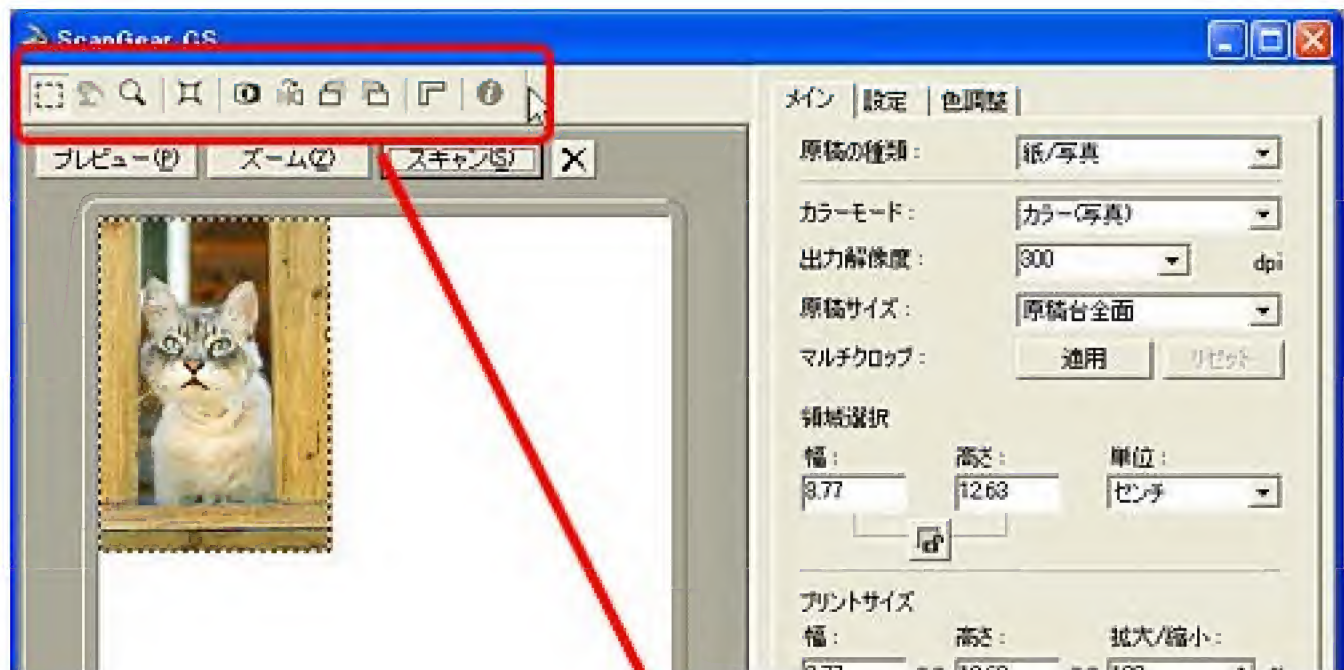 ScanGear CS
プレビュー(P) ズーム(Z) スキャン(S)
メイン 設定 色調整
原稿の種類: 紙/写真
カラーモード: カラー(写真)
出力解像度: 300 dpi
原稿サイズ: 原稿台全面
マルチクロップ: 適用 リセット
領域選択
幅: 高さ: 単位:
8.77 12.63 センチ
プリントサイズ
幅: 高さ: 拡大/縮小: